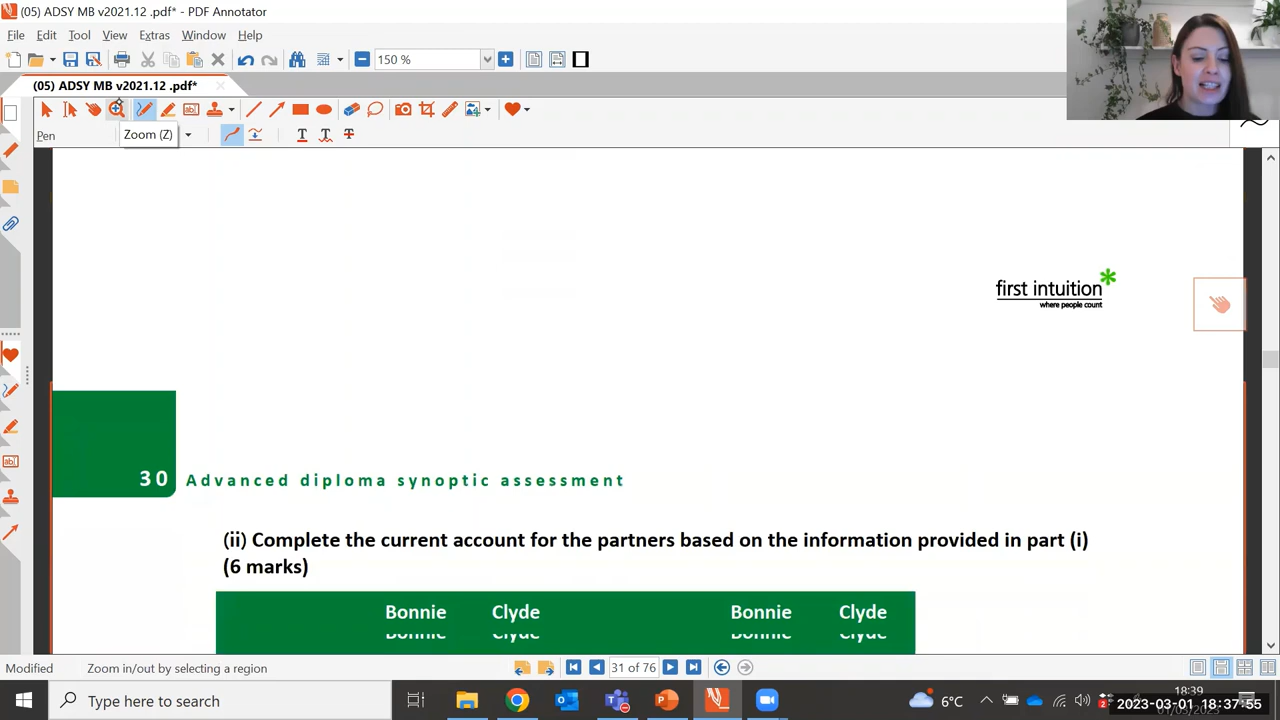 (05) ADSY MB v2021.12 .pdf* - PDF Annotator
File Edit Tool View Extras Window Help
150 %
(05) ADSY MB v2021.12 .pdf*
Pen
Zoom (Z)
first intuition*
where people count
30 Advanced diploma synoptic assessment
(ii) Complete the current account for the partners based on the information provided in part (i)
(6 marks)
Bonnie Clyde Bonnie Clyde
Bonnie Clyde Bonnie Clyde
Modified Zoom in/out by selecting a region 31 of 76
Type here to search 6°C 18:39
2023-03-01 18:37:55